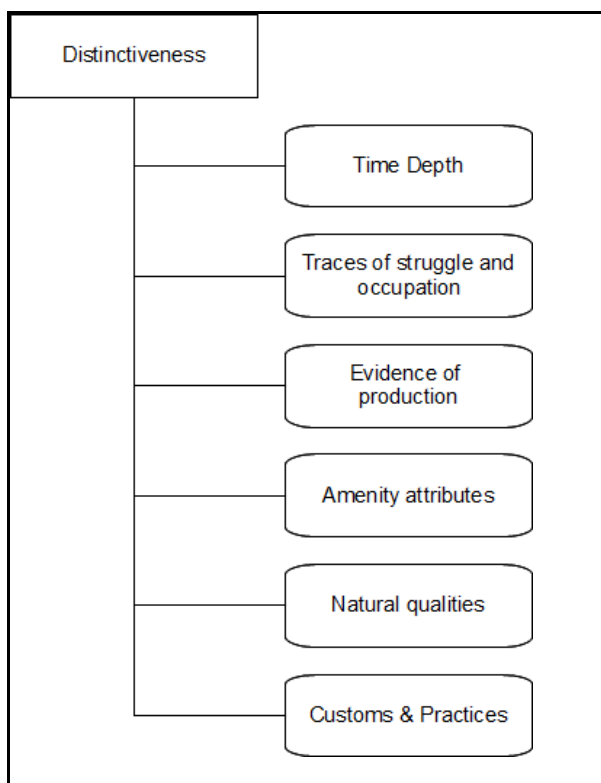 Distinctiveness
Time Depth
Traces of struggle and
occupation
Evidence of
production
Amenity attributes
Natural qualities
Customs & Practices